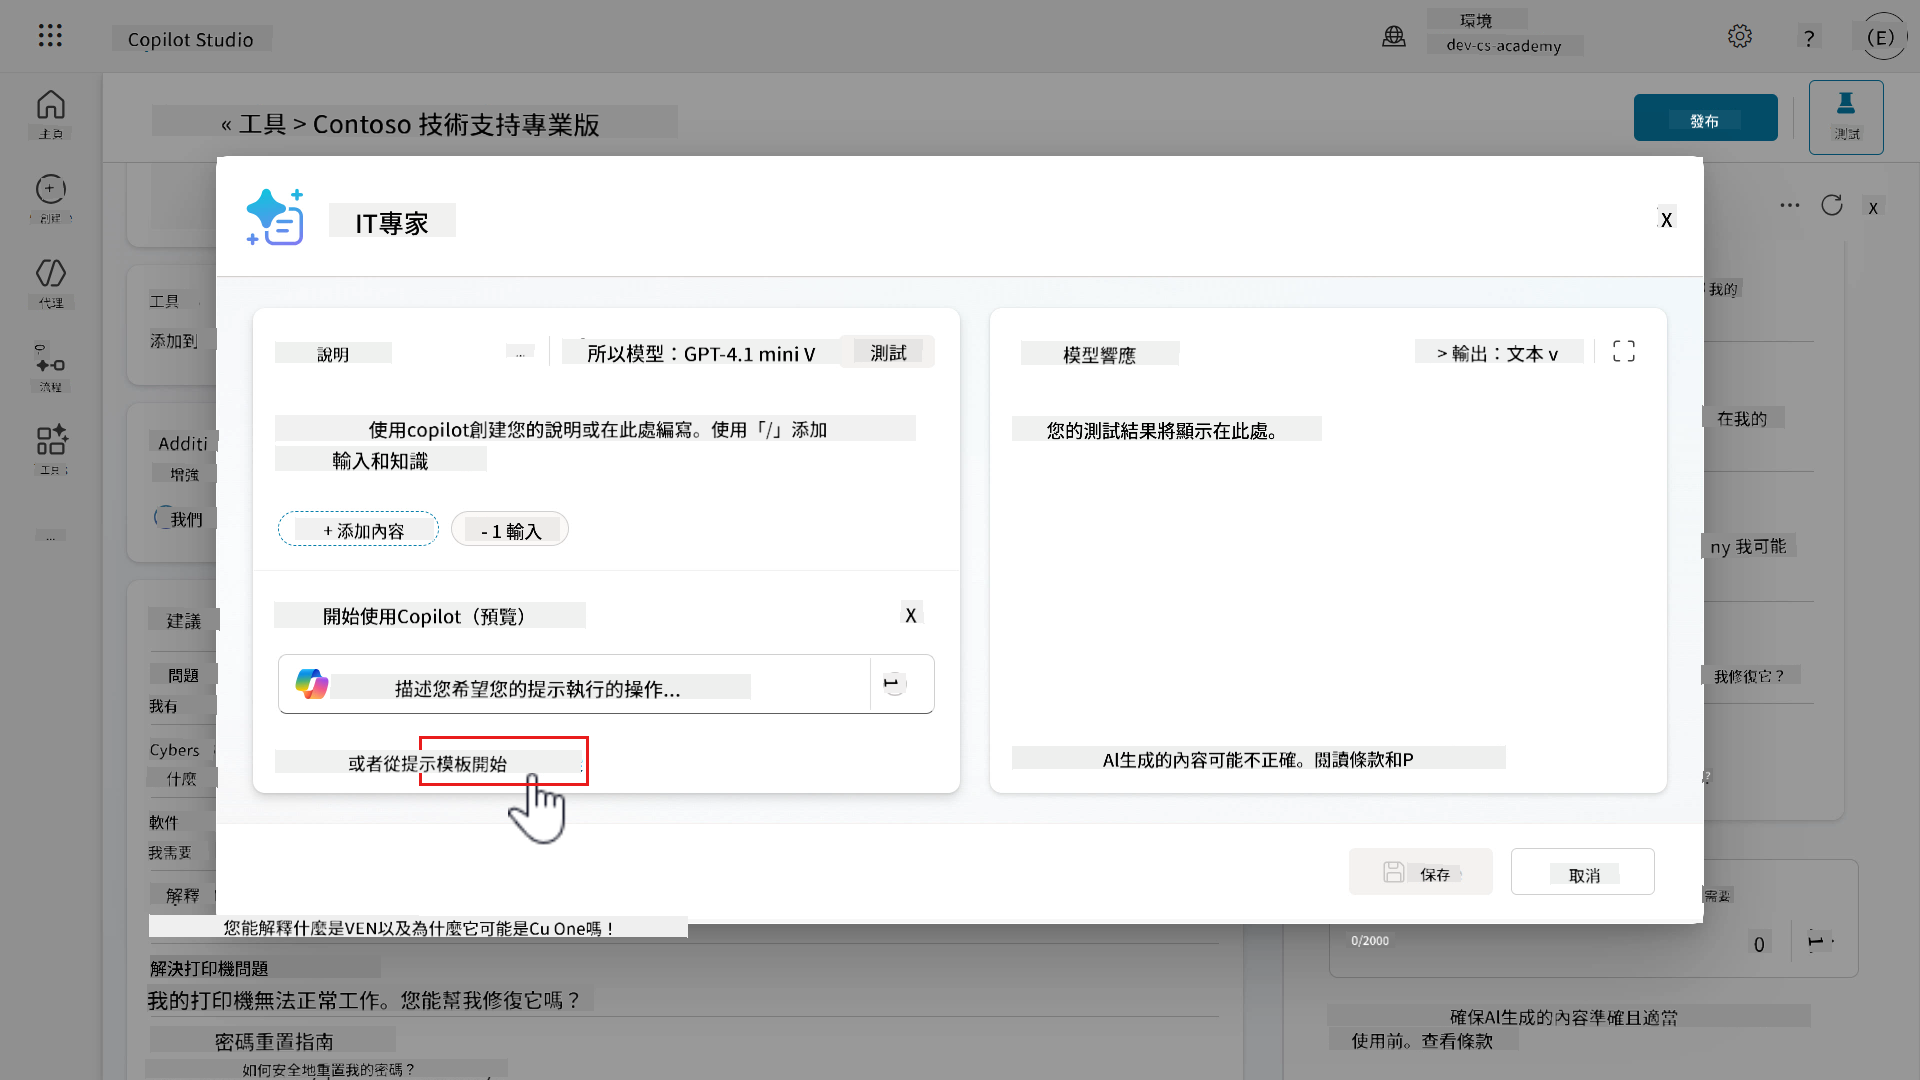 Copilot Studio
環境
dev-cs-academy
?
(E)
主頁
« 工具 > Contoso 技術支持專業版
發布
測試
創建
代理
流程
工具
...
IT專家
X
X
說明
...
所以模型：GPT-4.1 mini V
測試
模型響應
> 輸出：文本 v
使用copilot創建您的說明或在此處編寫。使用「/」添加
輸入和知識
您的測試結果將顯示在此處。
+ 添加內容
- 1 輸入
開始使用Copilot（預覽）
X
描述您希望您的提示執行的操作...
或者從提示模板開始
AI生成的內容可能不正確。閱讀條款和P
保存
取消
工具
添加到
Additi
增強
我們
建議
問題
我有
Cybers
什麼
軟件
我需要
解釋
您能解釋什麼是VEN以及為什麼它可能是Cu One嗎！
解決打印機問題
我的打印機無法正常工作。您能幫我修復它嗎？
密碼重置指南
如何安全地重置我的密碼？
我的
在我的
ny 我可能
我修復它？
?
需要
0/2000
0
確保AI生成的內容準確且適當
使用前。查看條款